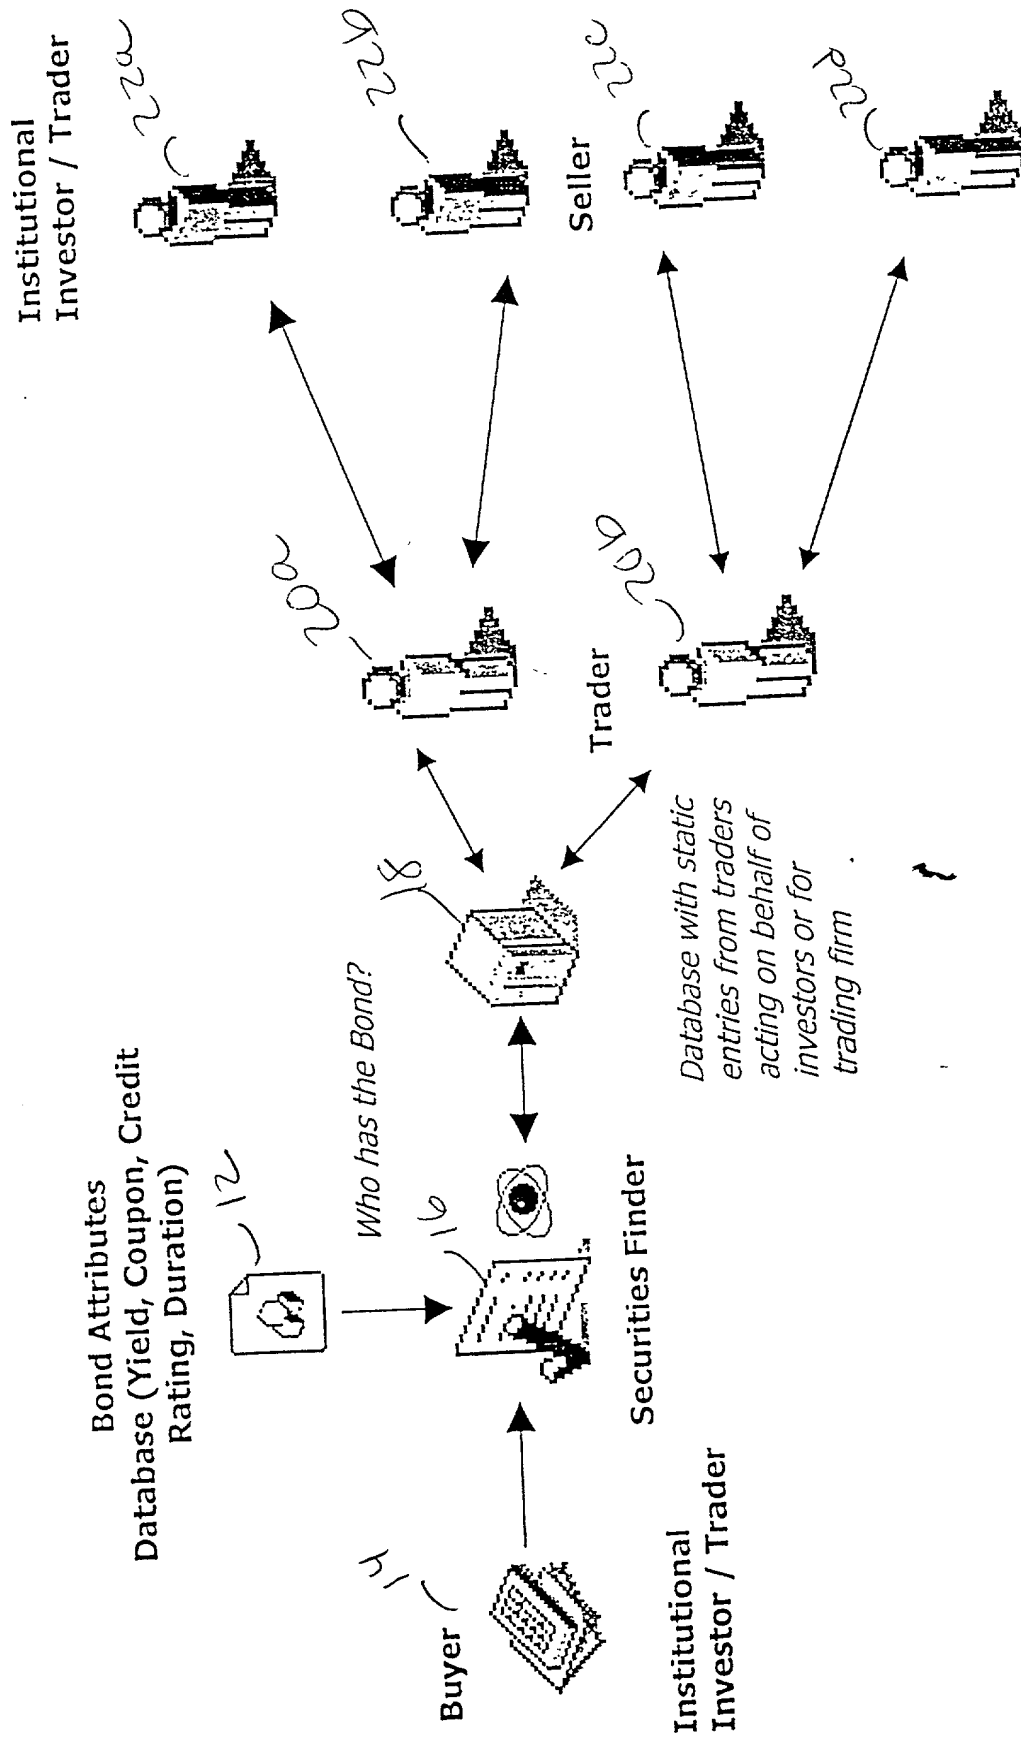 Bond Attributes
Database (Yield, Coupon, Credit
Rating, Duration)
12
Buyer
14
Institutional
Investor / Trader
16
Securities Finder
Who has the Bond?
18
Database with static
entries from traders
acting on behalf of
investors or for
trading firm
20a
Trader
20b
Institutional
Investor / Trader
22a
22b
Seller
22c
22d